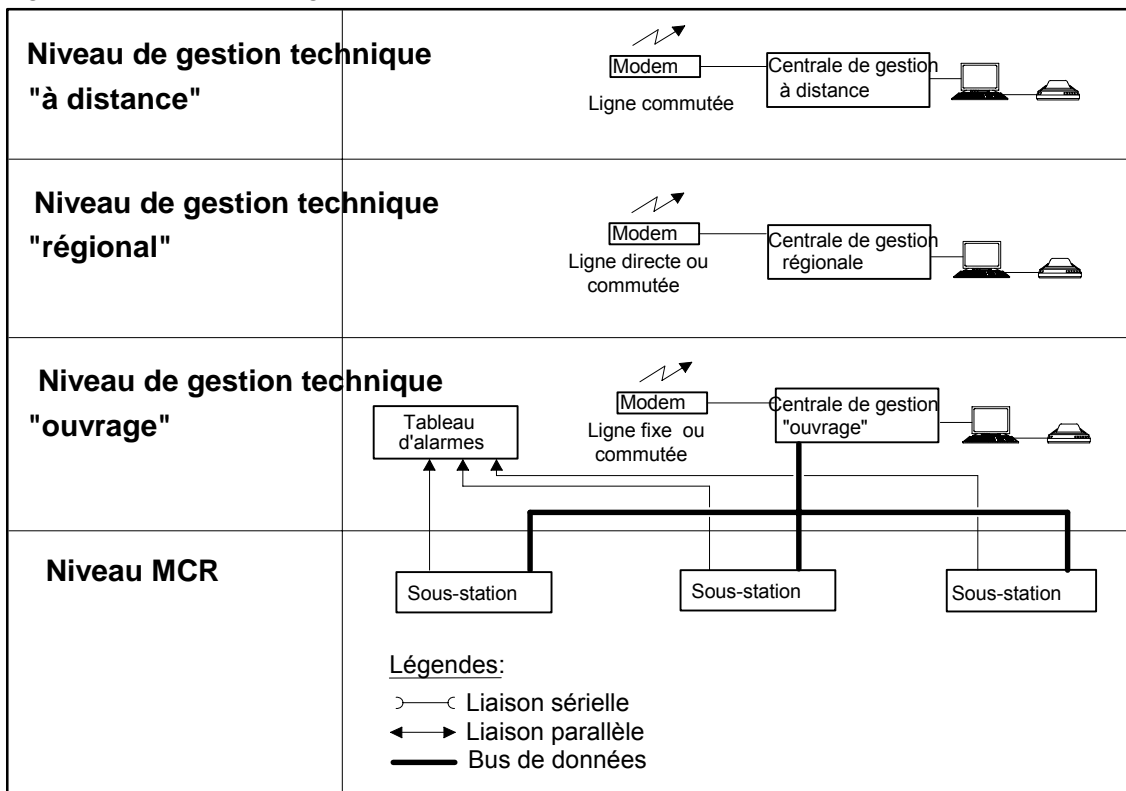 Niveau de gestion technique
"à distance"
Modem
Ligne commutée
Centrale de gestion
à distance
Niveau de gestion technique
"régional"
Modem
Ligne directe ou
commutée
Centrale de gestion
régionale
Niveau de gestion technique
"ouvrage"
Tableau
d'alarmes
Modem
Ligne fixe ou
commutée
Centrale de gestion
"ouvrage"
Niveau MCR
Sous-station
Sous-station
Sous-station
Légendes:
Liaison sérielle
Liaison parallèle
Bus de données